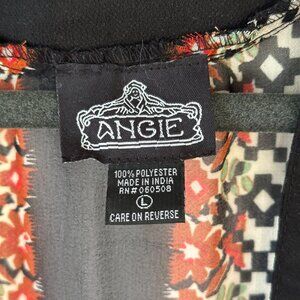 ANGIE
100% POLYESTER
MADE IN INDIA
RN# 060508
L
CARE ON REVERSE